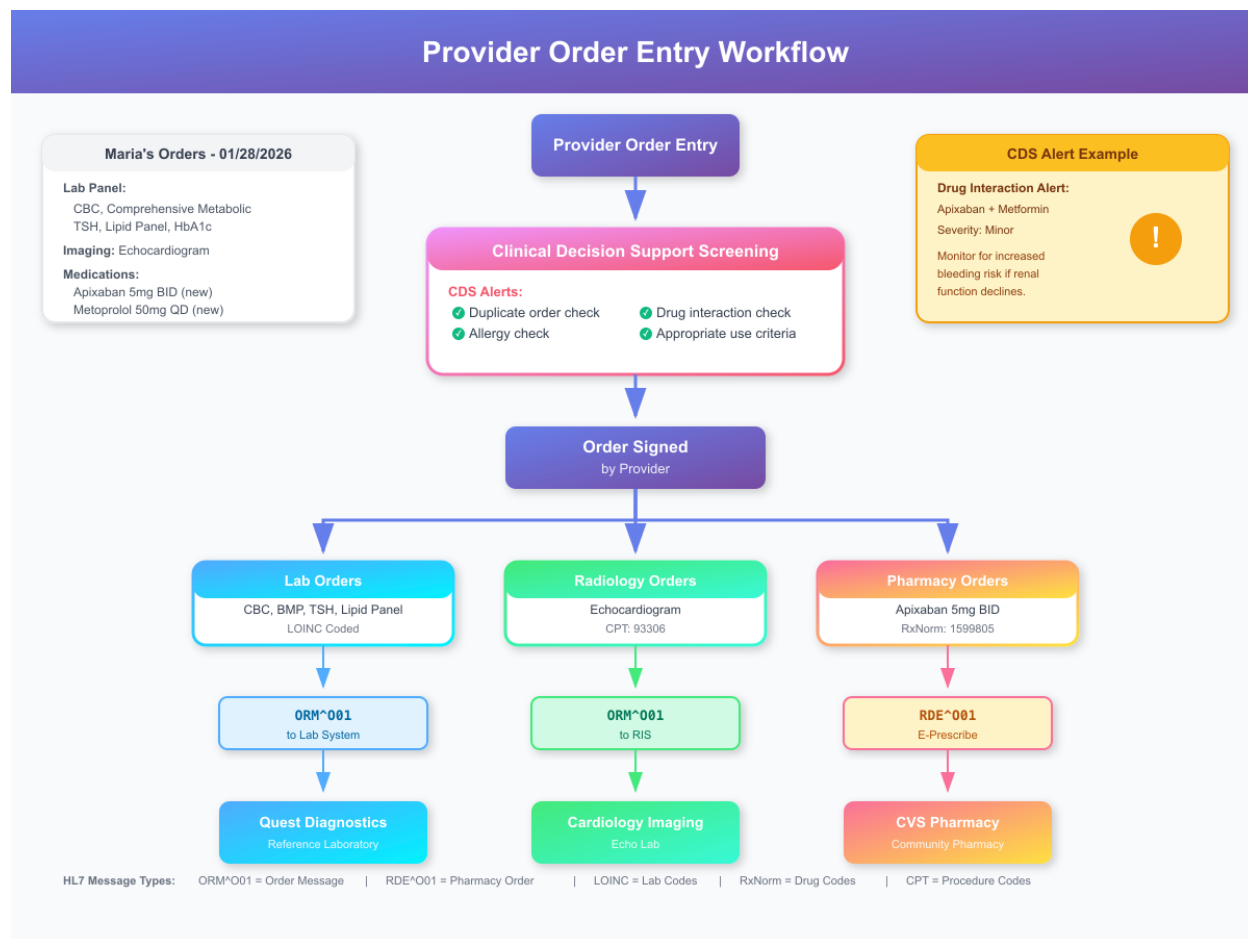 Provider Order Entry Workflow
Maria's Orders - 01/28/2026
Lab Panel:
CBC, Comprehensive Metabolic
TSH, Lipid Panel, HbA1c
Imaging: Echocardiogram
Medications:
Apixaban 5mg BID (new)
Metoprolol 50mg QD (new)
Provider Order Entry
CDS Alert Example
Drug Interaction Alert:
Apixaban + Metformin
Severity: Minor
Monitor for increased
bleeding risk if renal
function declines.
!
Clinical Decision Support Screening
CDS Alerts:
Duplicate order check
Drug interaction check
Allergy check
Appropriate use criteria
Order Signed
by Provider
Lab Orders
CBC, BMP, TSH, Lipid Panel
LOINC Coded
Radiology Orders
Echocardiogram
CPT: 93306
Pharmacy Orders
Apixaban 5mg BID
RxNorm: 1599805
ORM^O01
to Lab System
ORM^O01
to RIS
RDE^O01
E-Prescribe
Quest Diagnostics
Reference Laboratory
Cardiology Imaging
Echo Lab
CVS Pharmacy
Community Pharmacy
HL7 Message Types: ORM^O01 = Order Message | RDE^O01 = Pharmacy Order | LOINC = Lab Codes | RxNorm = Drug Codes | CPT = Procedure Codes